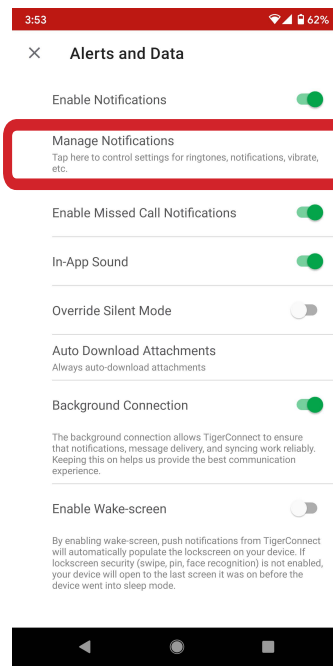 3:53
62%
Alerts and Data
Enable Notifications
Manage Notifications
Tap here to control settings for ringtones, notifications, vibrate,
etc.
Enable Missed Call Notifications
In-App Sound
Override Silent Mode
Auto Download Attachments
Always auto-download attachments
Background Connection
The background connection allows TigerConnect to ensure
that notifications, message delivery, and syncing work reliably.
Keeping this on helps us provide the best communication
experience.
Enable Wake-screen
By enabling wake-screen, push notifications from TigerConnect
will automatically populate the lockscreen on your device. If
lockscreen security (swipe, pin, face recognition) is not enabled,
your device will open to the last screen it was on before the
device went into sleep mode.